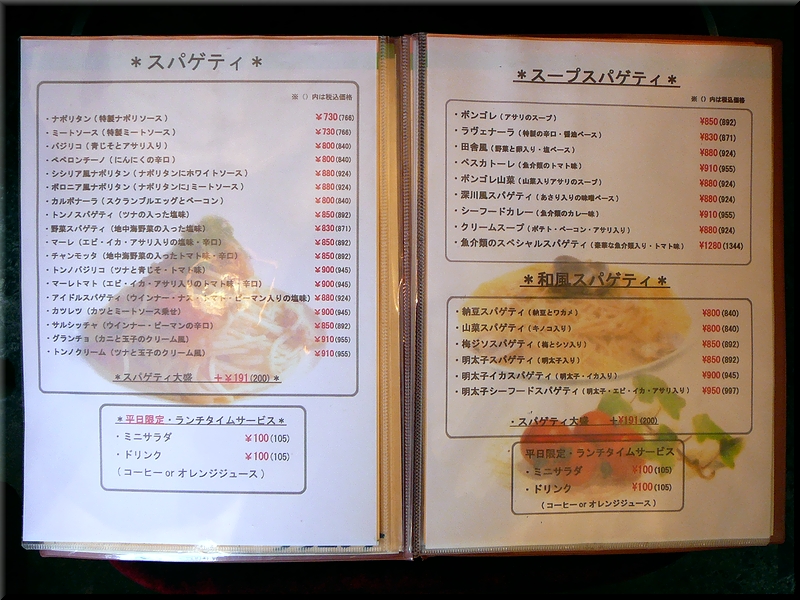 ＊スパゲティ＊
※（）内は税込価格
・ナポリタン（特製ナポリソース） ￥730(766)
・ミートソース（特製ミートソース） ￥730(766)
・バジリコ（青じそとアサリ入り） ￥800(840)
・ペペロンチーノ（にんにくの辛口） ￥800(840)
・シシリア風ナポリタン（ナポリタンにホワイトソース） ￥880(924)
・ボロニア風ナポリタン（ナポリタンに♩ミートソース） ￥880(924)
・カルボナーラ（スクランブルエッグとベーコン） ￥800(840)
・トンノスパゲティ（ツナの入った塩味） ￥850(892)
・野菜スパゲティ（地中海野菜の入った塩味） ￥830(871)
・マーレ（エビ・イカ・アサリ入りの塩味・辛口） ￥850(892)
・チャンモッタ（地中海野菜の入ったトマト味・辛口） ￥850(892)
・トンノバジリコ（ツナと青じそ・トマト味） ￥900(945)
・マーレトマト（エビ・イカ・アサリ入りのトマト味・辛口） ￥900(945)
・アイドルスパゲティ（ウインナー・ナス・トマト・ピーマン入りの塩味） ￥880(924)
・カツレツ（カツとミートソース乗せ） ￥900(945)
・サルシッチャ（ウインナー・ピーマンの辛口） ￥850(892)
・グランチョ（カニと玉子のクリーム風） ￥910(955)
・トンノクリーム（ツナと玉子のクリーム風） ￥910(955)
＊スパゲティ大盛 ＋￥191(200)＊
＊平日限定・ランチタイムサービス＊
・ミニサラダ ￥100(105)
・ドリンク ￥100(105)
（コーヒーorオレンジジュース）
＊スープスパゲティ＊
※（）内は税込価格
・ボンゴレ（アサリのスープ） ¥850(892)
・ラヴェナーラ（特製の辛口・醤油ベース） ¥830(871)
・田舎風（野菜と卵入り・塩ベース） ¥880(924)
・ペスカトーレ（魚介類のトマト味） ¥910(955)
・ボンゴレ山菜（山菜入りアサリのスープ） ¥880(924)
・深川風スパゲティ（あさり入りの味噌ベース） ¥880(924)
・シーフードカレー（魚介類のカレー味） ¥910(955)
・クリームスープ（ポテト・ベーコン・アサリ入り） ¥880(924)
・魚介類のスペシャルスパゲティ（豪華な魚介類入り・トマト味） ¥1280(1344)
＊和風スパゲティ＊
・納豆スパゲティ（納豆とワカメ） ¥800(840)
・山菜スパゲティ（キノコ入り） ¥800(840)
・梅ジソスパゲティ（梅とシソ入り） ¥850(892)
・明太子スパゲティ（明太子入り） ¥850(892)
・明太子イカスパゲティ（明太子・イカ入り） ¥900(945)
・明太子シーフードスパゲティ（明太子・エビ・イカ・アサリ入り） ¥950(997)
・スパゲティ大盛 ＋¥191(200)
平日限定・ランチタイムサービス
・ミニサラダ ¥100(105)
・ドリンク ¥100(105)
（コーヒーorオレンジジュース）